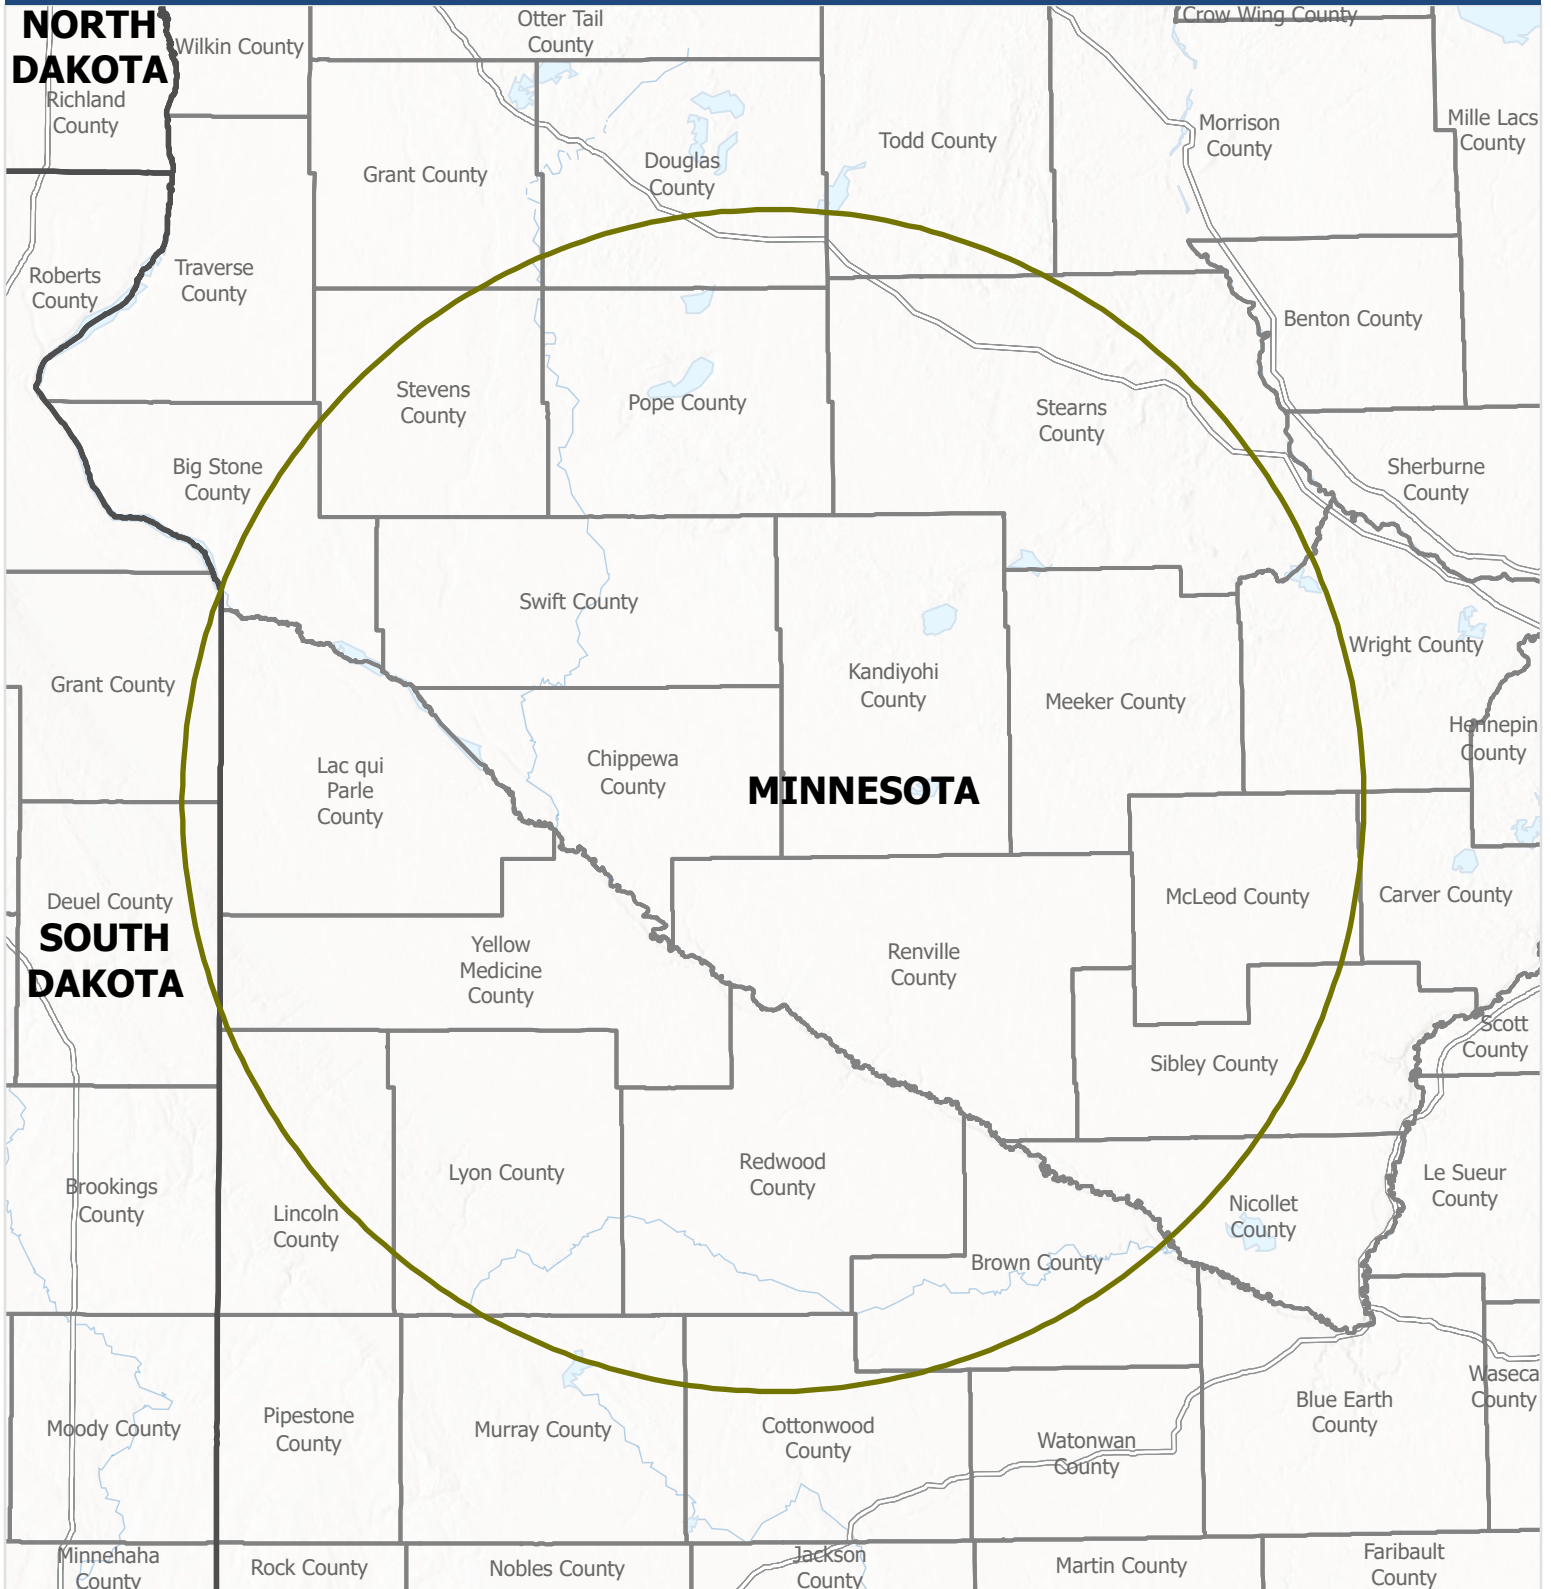 NORTH
DAKOTA
Wilkin County
Otter Tail
County
Crow Wing County
Richland
County
Grant County
Douglas
County
Todd County
Morrison
County
Mille Lacs
County
Roberts
County
Traverse
County
Benton County
Stevens
County
Pope County
Stearns
County
Big Stone
County
Sherburne
County
Swift County
Grant County
Kandiyohi
County
Meeker County
Wright County
Hennepin
County
Lac qui
Parle
County
Chippewa
County
MINNESOTA
Deuel County
McLeod County
Carver County
SOUTH
DAKOTA
Yellow
Medicine
County
Renville
County
Scott
County
Sibley County
Brookings
County
Lyon County
Redwood
County
Le Sueur
County
Lincoln
County
Nicollet
County
Brown County
Moody County
Pipestone
County
Murray County
Cottonwood
County
Watonwan
County
Blue Earth
County
Waseca
County
Minnehaha
County
Rock County
Nobles County
Jackson
County
Martin County
Faribault
County